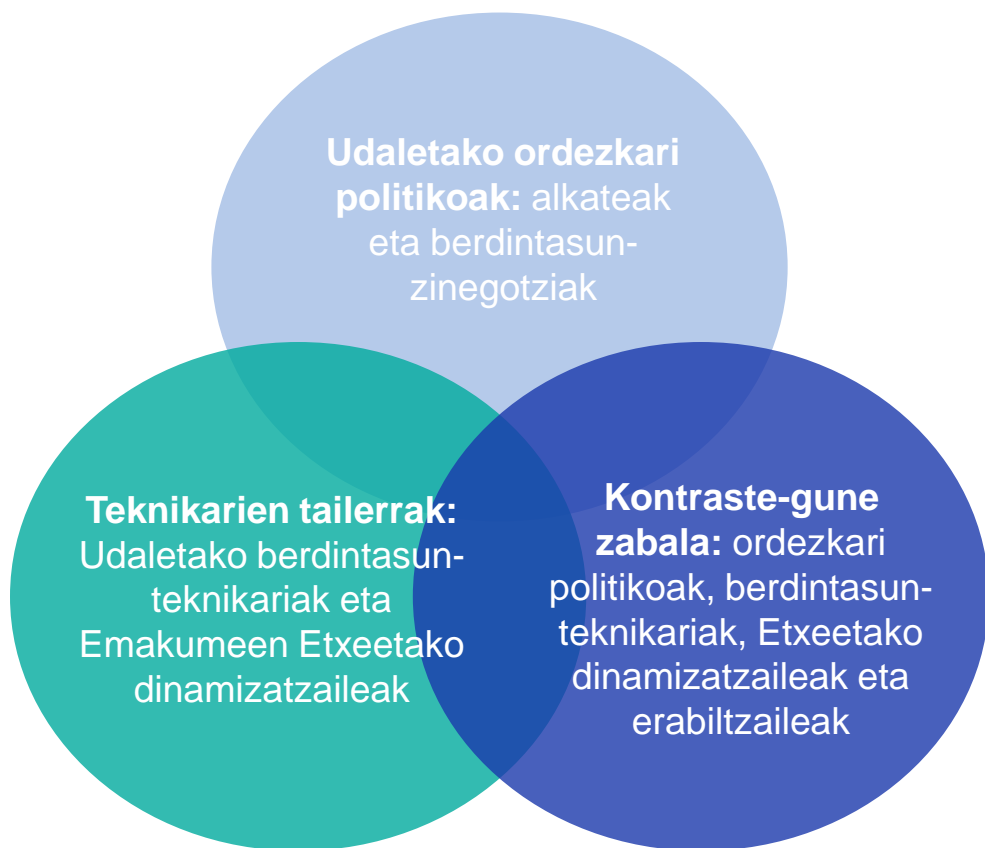 Udaletako ordezkari
politikoak: alkateak
eta berdintasun-
zinegotziak
Teknikarien tailerrak:
Udaletako berdintasun-
teknikariak eta
Emakumeen Etxeetako
dinamizatzaileak
Kontraste-gune
zabala: ordezkari
politikoak, berdintasun-
teknikariak, Etxeetako
dinamizatzaileak eta
erabiltzaileak